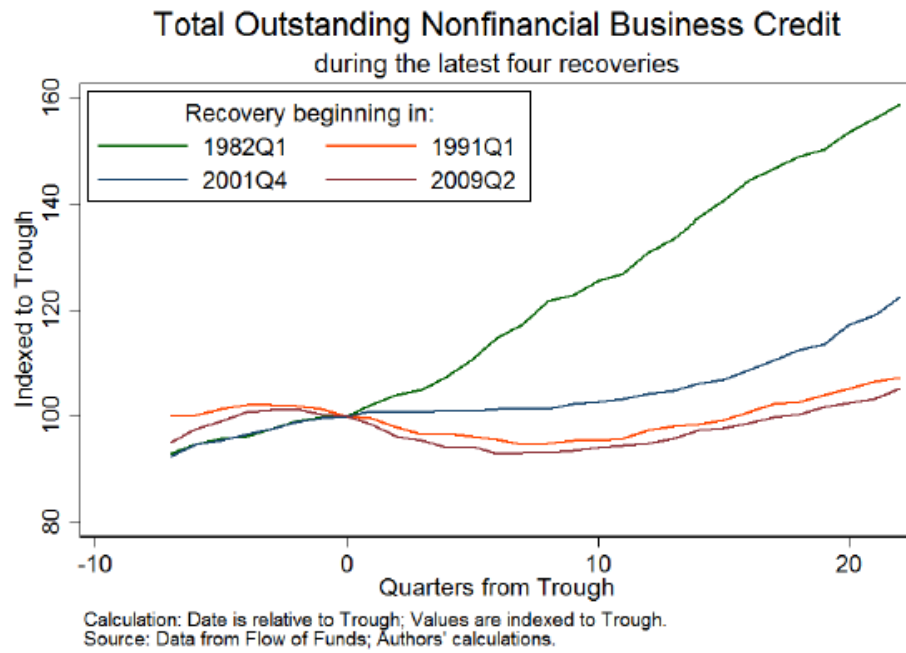 Total Outstanding Nonfinancial Business Credit
during the latest four recoveries
Recovery beginning in:
1982Q1 1991Q1
2001Q4 2009Q2
Indexed to Trough
160
140
120
100
80
-10 0 10 20
Quarters from Trough
Calculation: Date is relative to Trough; Values are indexed to Trough.
Source: Data from Flow of Funds; Authors' calculations.